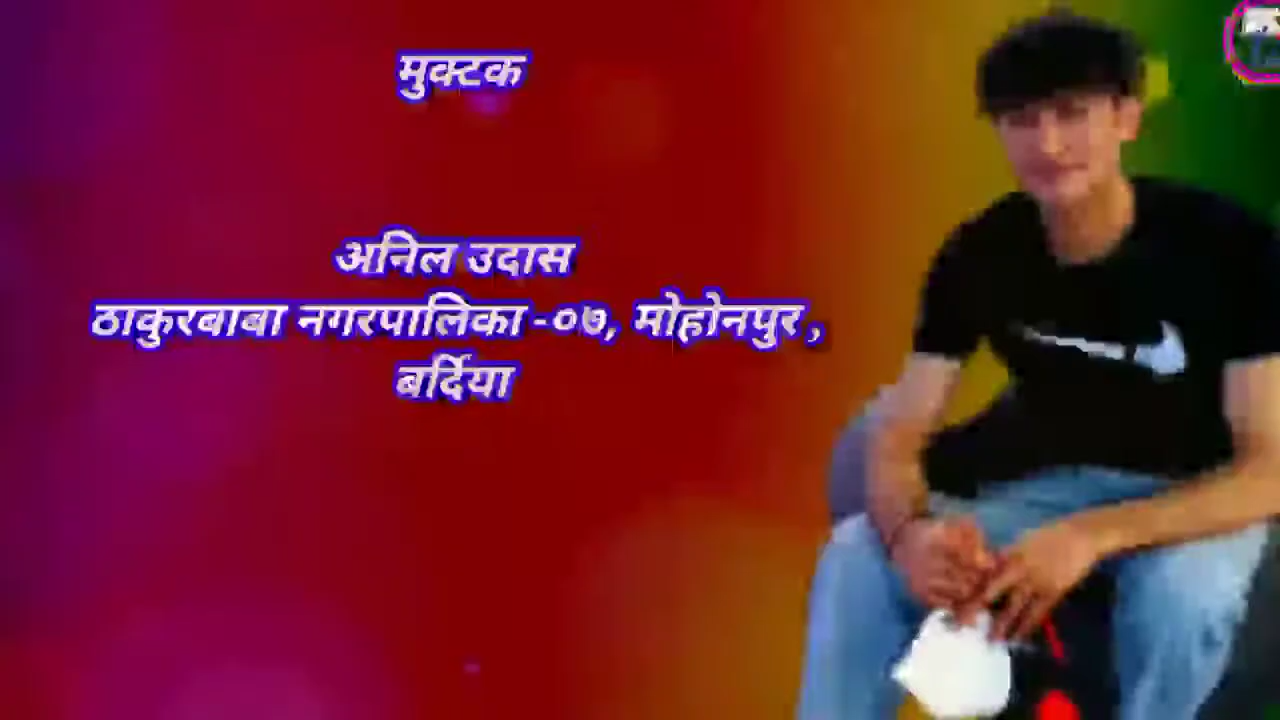 मुक्टक
अनिल उदास
ठाकुरबाबा नगरपालिका -०७, मोहोनपुर ,
बर्दिया